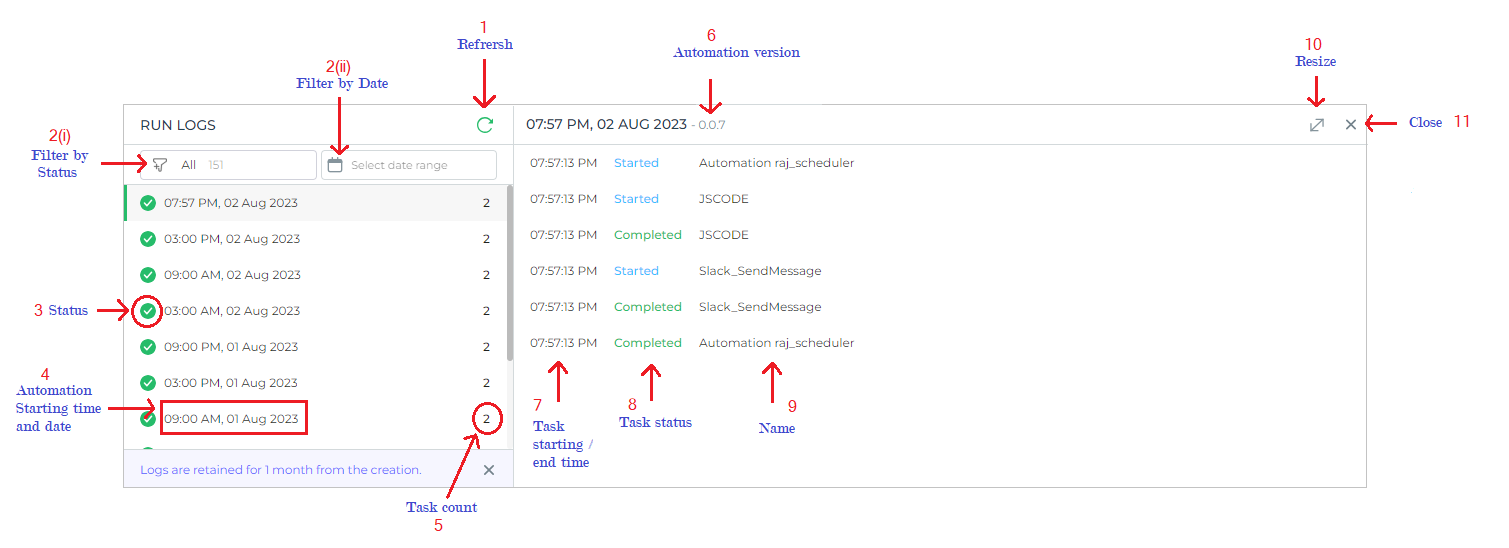 1
Refrersh
6
Automation version
10
Resize
2(ii)
Filter by Date
2(i)
Filter by
Status
RUN LOGS
07:57 PM, 02 AUG 2023 - 0.0.7
Close 11
All 151
Select date range
07:57:13 PM Started Automation raj_scheduler
07:57 PM, 02 Aug 2023 2
07:57:13 PM Started JSCODE
03:00 PM, 02 Aug 2023 2
07:57:13 PM Completed JSCODE
09:00 AM, 02 Aug 2023 2
07:57:13 PM Started Slack_SendMessage
3 Status
03:00 AM, 02 Aug 2023 2
07:57:13 PM Completed Slack_SendMessage
09:00 PM, 01 Aug 2023 2
07:57:13 PM Completed Automation raj_scheduler
03:00 PM, 01 Aug 2023 2
4
Automation
Starting time
and date
09:00 AM, 01 Aug 2023 2
7
Task
starting /
end time
8
Task status
9
Name
Logs are retained for 1 month from the creation.
Task count
5